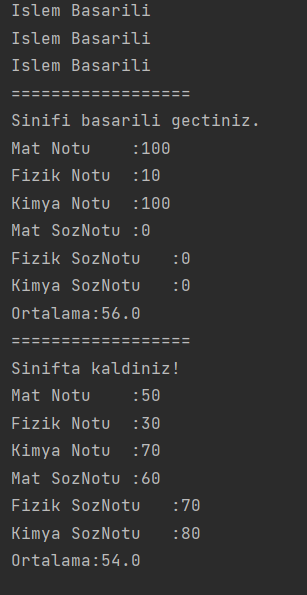 Islem Basarili
Islem Basarili
Islem Basarili
==================
Sinifi basarili gectiniz.
Mat Notu    :100
Fizik Notu  :10
Kimya Notu  :100
Mat SozNotu :0
Fizik SozNotu   :0
Kimya SozNotu   :0
Ortalama:56.0
==================
Sinifta kaldiniz!
Mat Notu    :50
Fizik Notu  :30
Kimya Notu  :70
Mat SozNotu :60
Fizik SozNotu   :70
Kimya SozNotu   :80
Ortalama:54.0